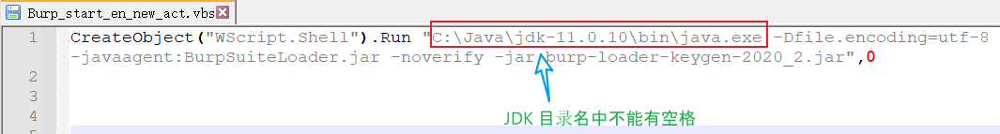 Burp_start_en_new_act.vbs
1 CreateObject("WScript.Shell").Run "C:\Java\jdk-11.0.10\bin\java.exe -Dfile.encoding=utf-8
-javaagent:BurpSuiteLoader.jar -noverify -jar burp-loader-keygen-2020_2.jar",0
2
3
4
JDK 目录名中不能有空格
5